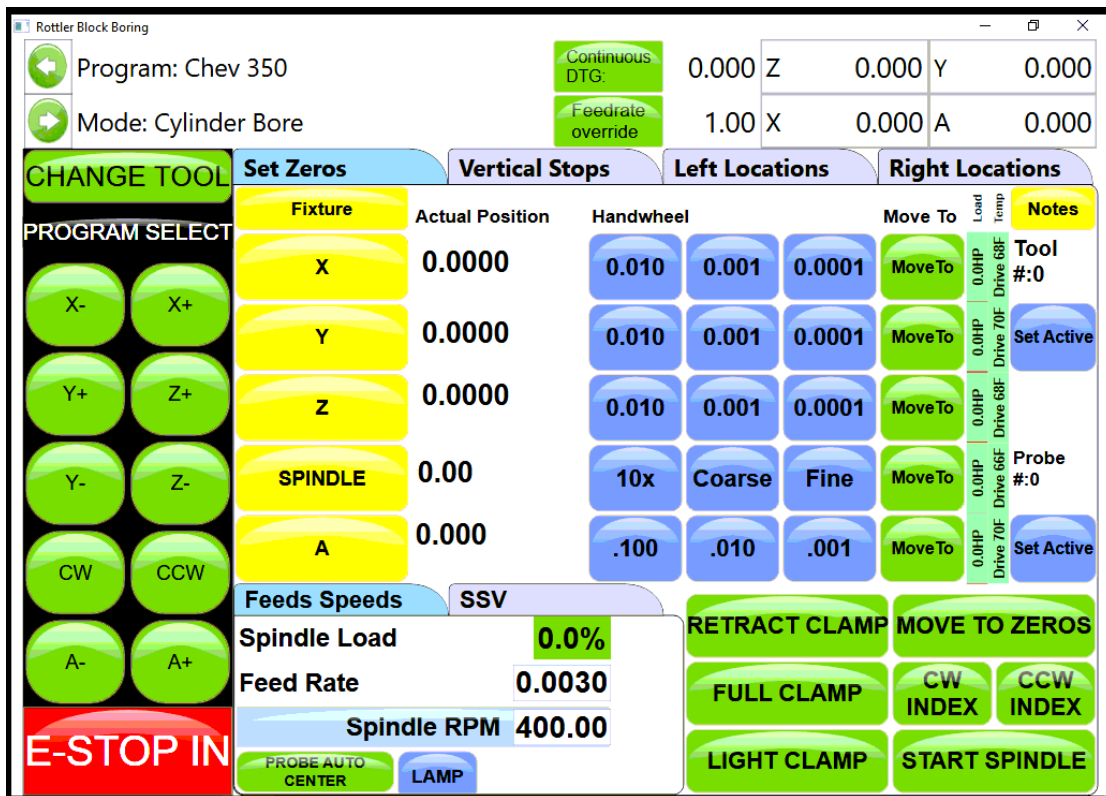 Rottler Block Boring
Program: Chev 350
Continuous DTG: 0.000 Z 0.000 Y 0.000
Mode: Cylinder Bore
Feedrate override 1.00 X 0.000 A 0.000
CHANGE TOOL
PROGRAM SELECT
X- X+
Y+ Z+
Y- Z-
CW CCW
A- A+
E-STOP IN
Set Zeros Vertical Stops Left Locations Right Locations
Fixture Actual Position Handwheel Move To Load Temp Notes
X 0.0000 0.010 0.001 0.0001 MoveTo 0.0HP Drive 68F Tool #:0
Y 0.0000 0.010 0.001 0.0001 MoveTo 0.0HP Drive 70F Set Active
Z 0.0000 0.010 0.001 0.0001 MoveTo 0.0HP Drive 68F
SPINDLE 0.00 10x Coarse Fine MoveTo 0.0HP Drive 66F Probe #:0
A 0.000 .100 .010 .001 MoveTo 0.0HP Drive 70F Set Active
Feeds Speeds SSV
Spindle Load 0.0%
Feed Rate 0.0030
Spindle RPM 400.00
PROBE AUTO CENTER LAMP
RETRACT CLAMP MOVE TO ZEROS
FULL CLAMP CW INDEX CCW INDEX
LIGHT CLAMP START SPINDLE